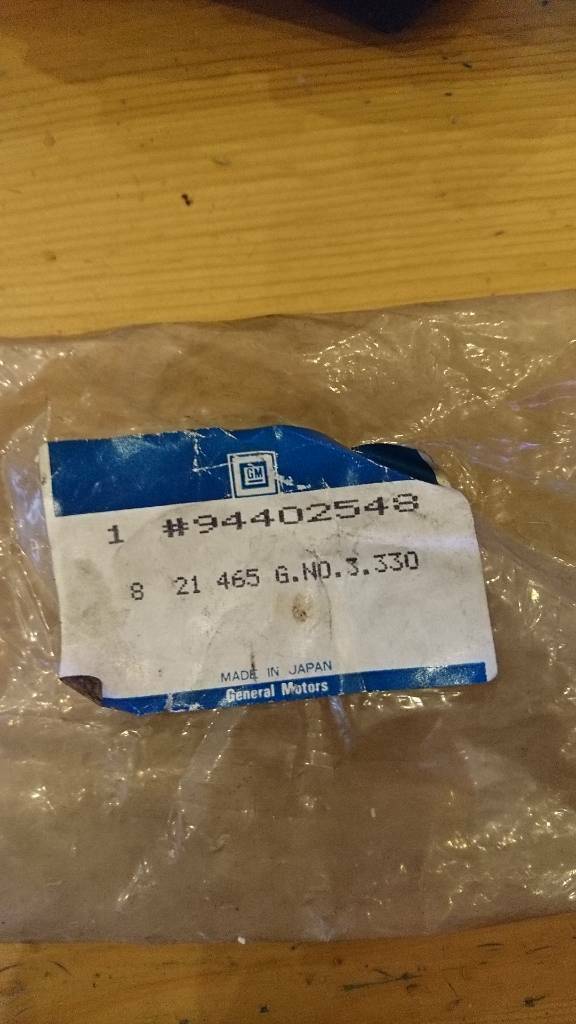 GM
1 #94402548
8 21 465 G.NO.3.330
MADE IN JAPAN
General Motors